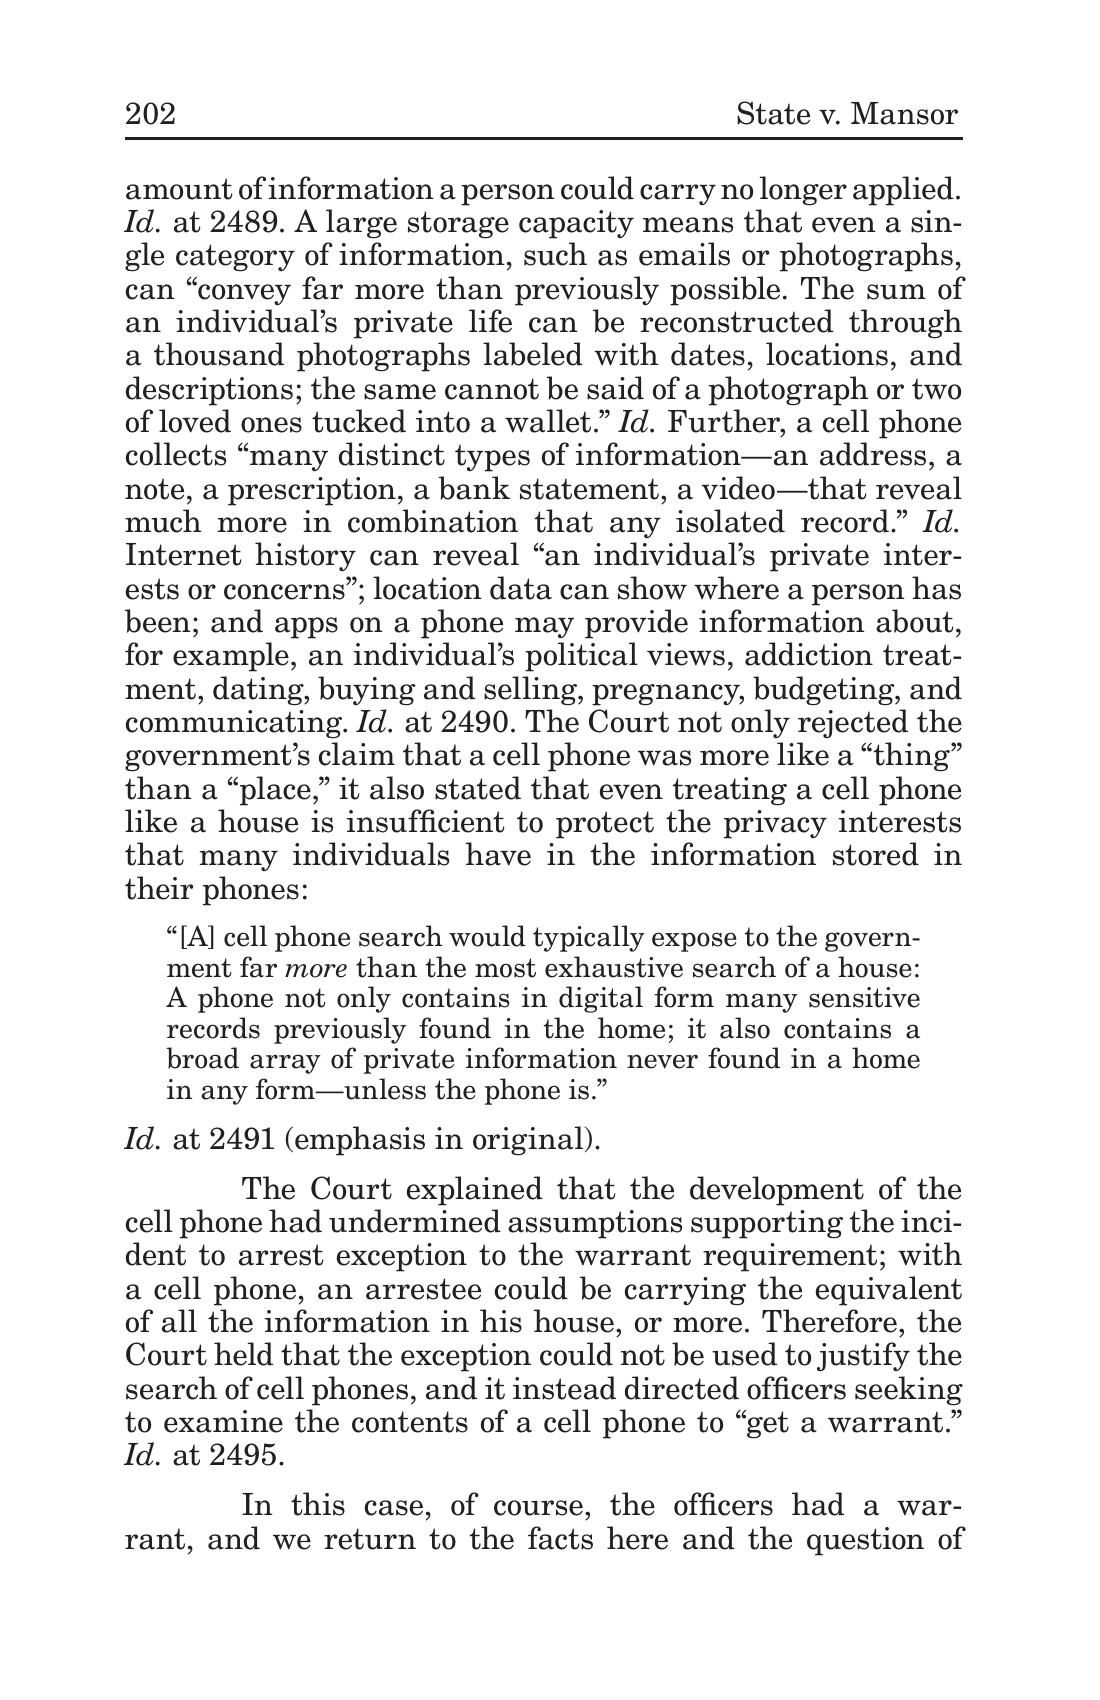 202 State v. Mansor
amount of information a person could carry no longer applied.
Id. at 2489. A large storage capacity means that even a sin-
gle category of information, such as emails or photographs,
can “convey far more than previously possible. The sum of
an individual’s private life can be reconstructed through
a thousand photographs labeled with dates, locations, and
descriptions; the same cannot be said of a photograph or two
of loved ones tucked into a wallet.” Id. Further, a cell phone
collects “many distinct types of information—an address, a
note, a prescription, a bank statement, a video—that reveal
much more in combination that any isolated record.” Id.
Internet history can reveal “an individual’s private inter-
ests or concerns”; location data can show where a person has
been; and apps on a phone may provide information about,
for example, an individual’s political views, addiction treat-
ment, dating, buying and selling, pregnancy, budgeting, and
communicating. Id. at 2490. The Court not only rejected the
government’s claim that a cell phone was more like a “thing”
than a “place,” it also stated that even treating a cell phone
like a house is insufficient to protect the privacy interests
that many individuals have in the information stored in
their phones:
“[A] cell phone search would typically expose to the govern-
ment far more than the most exhaustive search of a house:
A phone not only contains in digital form many sensitive
records previously found in the home; it also contains a
broad array of private information never found in a home
in any form—unless the phone is.”
Id. at 2491 (emphasis in original).
The Court explained that the development of the
cell phone had undermined assumptions supporting the inci-
dent to arrest exception to the warrant requirement; with
a cell phone, an arrestee could be carrying the equivalent
of all the information in his house, or more. Therefore, the
Court held that the exception could not be used to justify the
search of cell phones, and it instead directed officers seeking
to examine the contents of a cell phone to “get a warrant.”
Id. at 2495.
In this case, of course, the officers had a war-
rant, and we return to the facts here and the question of